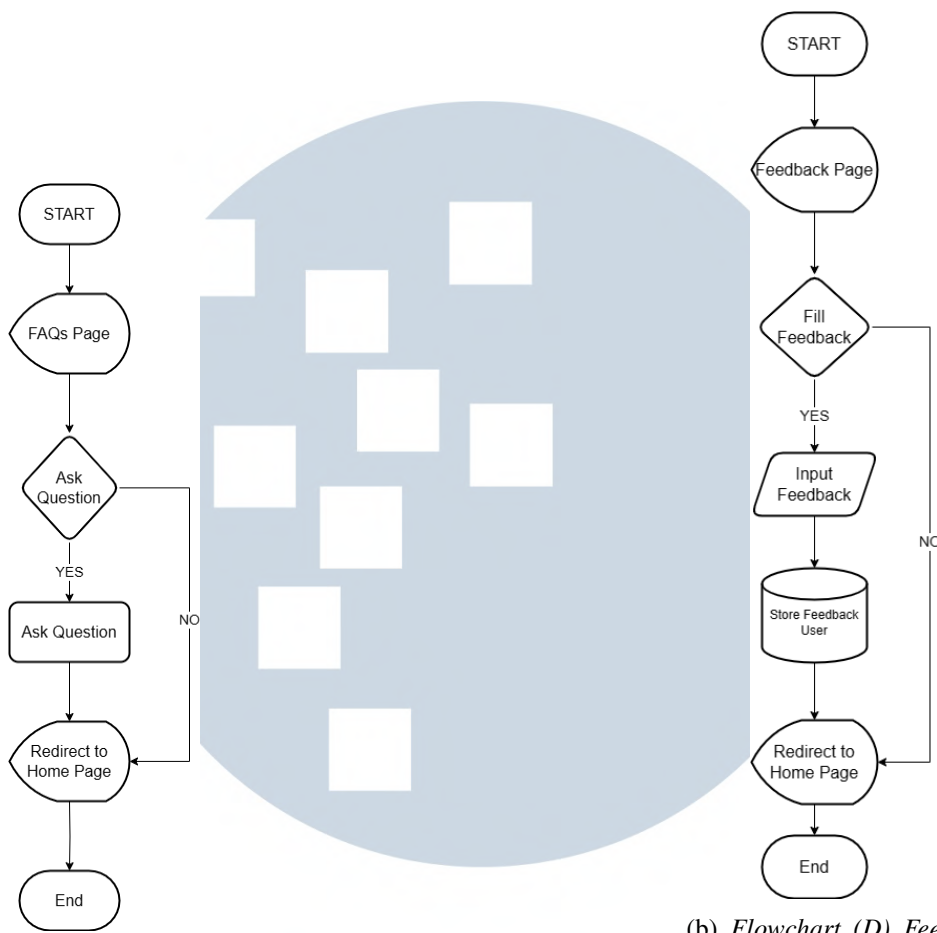 START
FAQs Page
Ask
Question
YES
Ask Question
NO
Redirect to
Home Page
End
START
Feedback Page
Fill
Feedback
YES
Input
Feedback
NO
Store Feedback
User
Redirect to
Home Page
End
(b) Flowchart (D) Fee